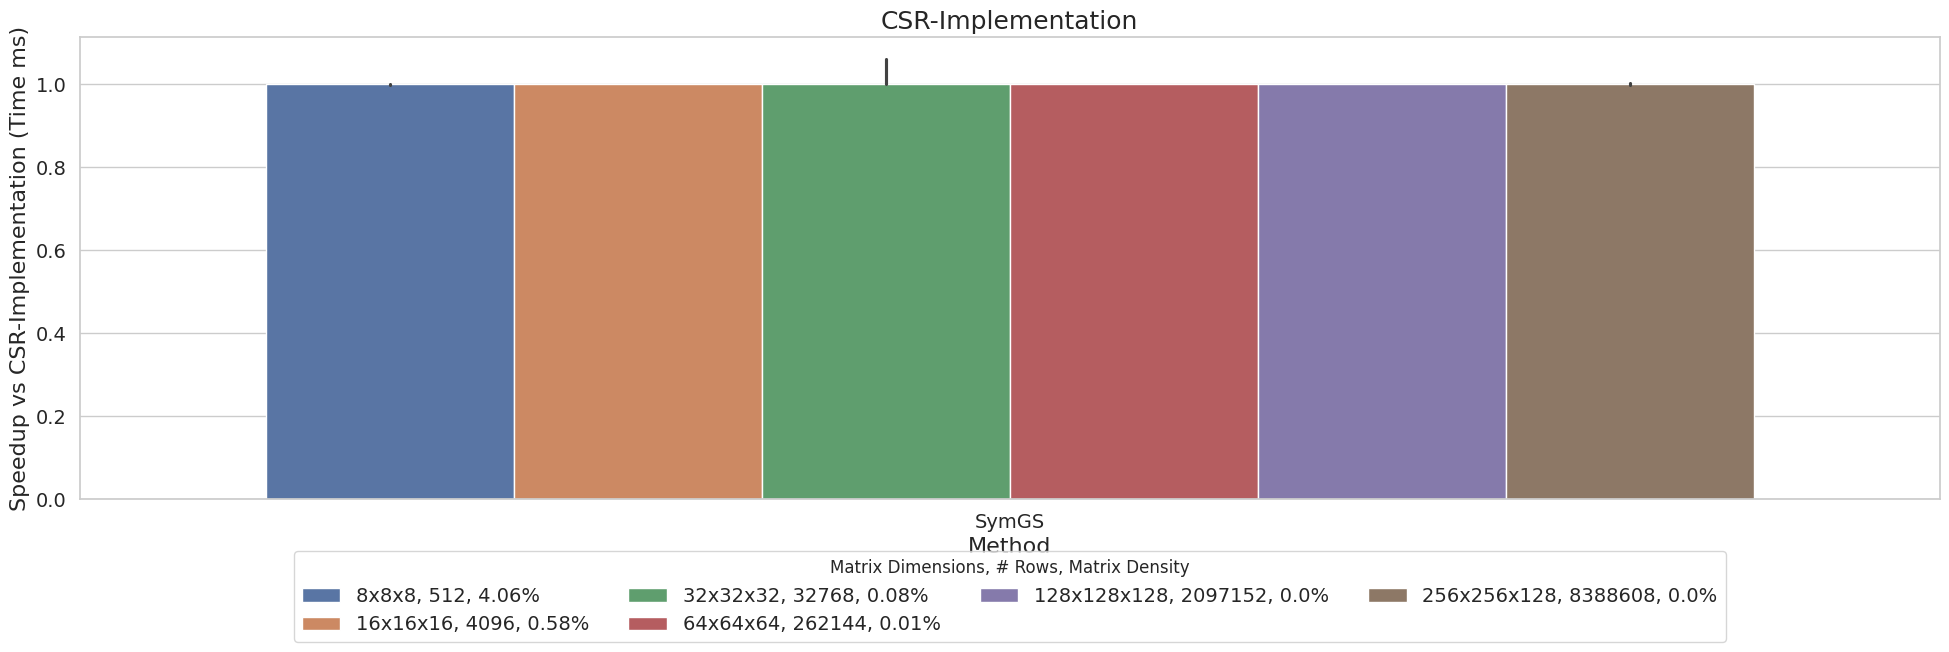 CSR-Implementation
Speedup vs CSR-Implementation (Time ms)
1.0
0.8
0.6
0.4
0.2
0.0
SymGS
Method
Matrix Dimensions, # Rows, Matrix Density
8x8x8, 512, 4.06%
16x16x16, 4096, 0.58%
32x32x32, 32768, 0.08%
64x64x64, 262144, 0.01%
128x128x128, 2097152, 0.0%
256x256x128, 8388608, 0.0%